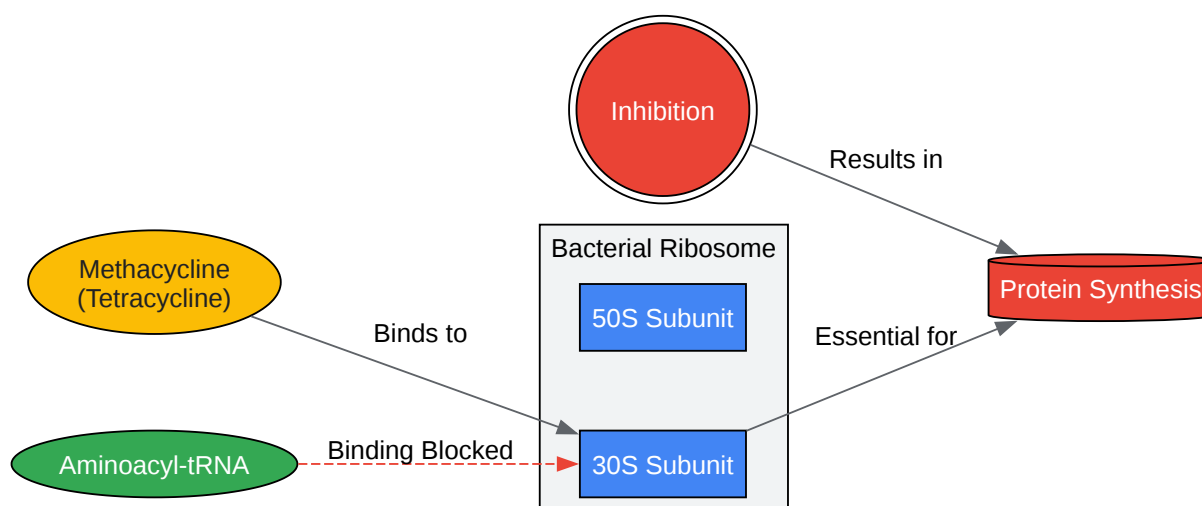 Inhibition
Results in
Bacterial Ribosome
Methacycline
(Tetracycline)
Protein Synthesis
50S Subunit
Binds to
Essential for
Binding Blocked
Aminoacyl-tRNA
30S Subunit